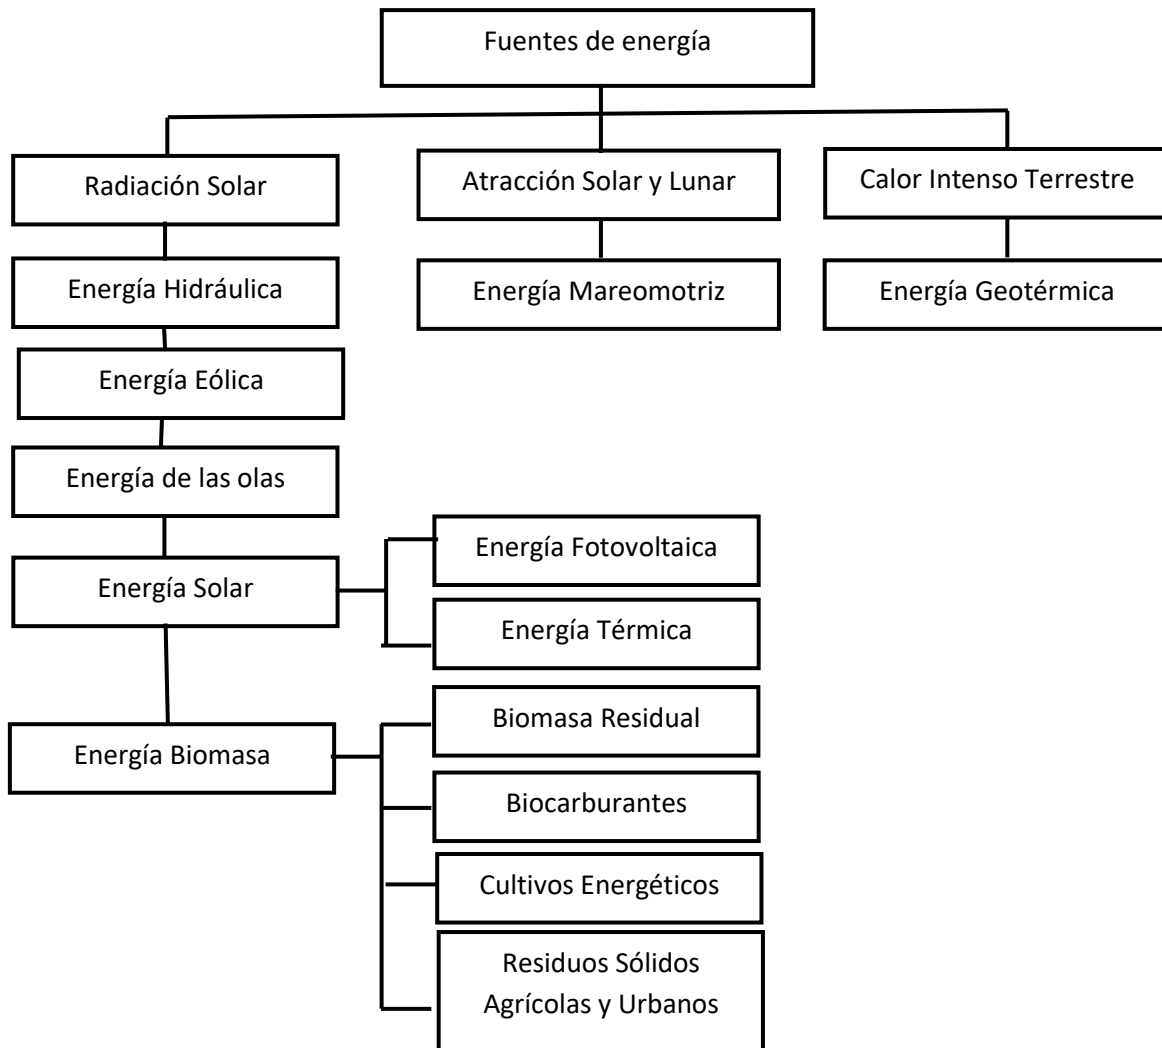 Fuentes de energía
Radiación Solar
Atracción Solar y Lunar
Calor Intenso Terrestre
Energía Hidráulica
Energía Mareomotriz
Energía Geotérmica
Energía Eólica
Energía de las olas
Energía Solar
Energía Fotovoltaica
Energía Térmica
Energía Biomasa
Biomasa Residual
Biocarburantes
Cultivos Energéticos
Residuos Sólidos
Agrícolas y Urbanos